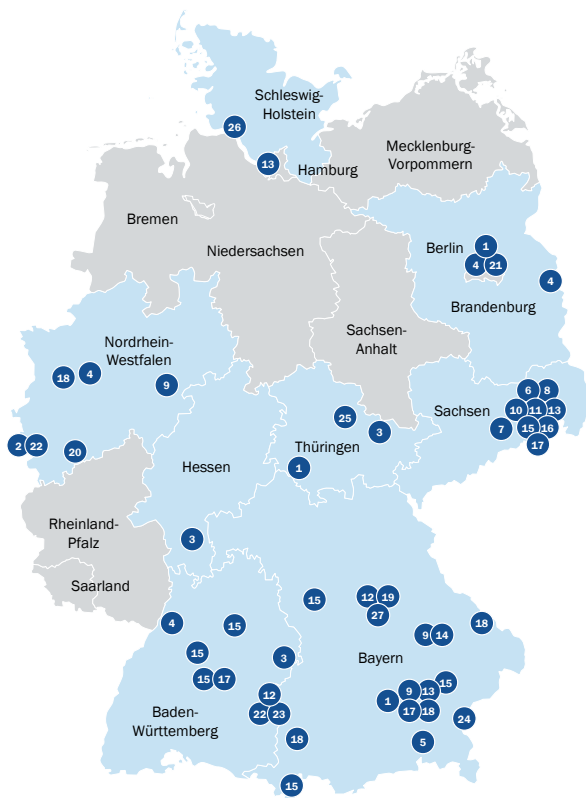 Schleswig-
Holstein
26
13
Hamburg
Mecklenburg-
Vorpommern
Bremen
Niedersachsen
Berlin
1
4 21
4
Brandenburg
Sachsen-
Anhalt
Nordrhein-
Westfalen
18 4
9
2 22
20
Sachsen
6 8
10 11 13
7 15 16
17
25
3
Thüringen
1
Hessen
3
Rheinland-
Pfalz
Saarland
15
12 19
27
18
9 14
Bayern
4
15
15
3
15 17
12
22 23
Baden-
Württemberg
18
15
15
9 13
1
17 18
24
5